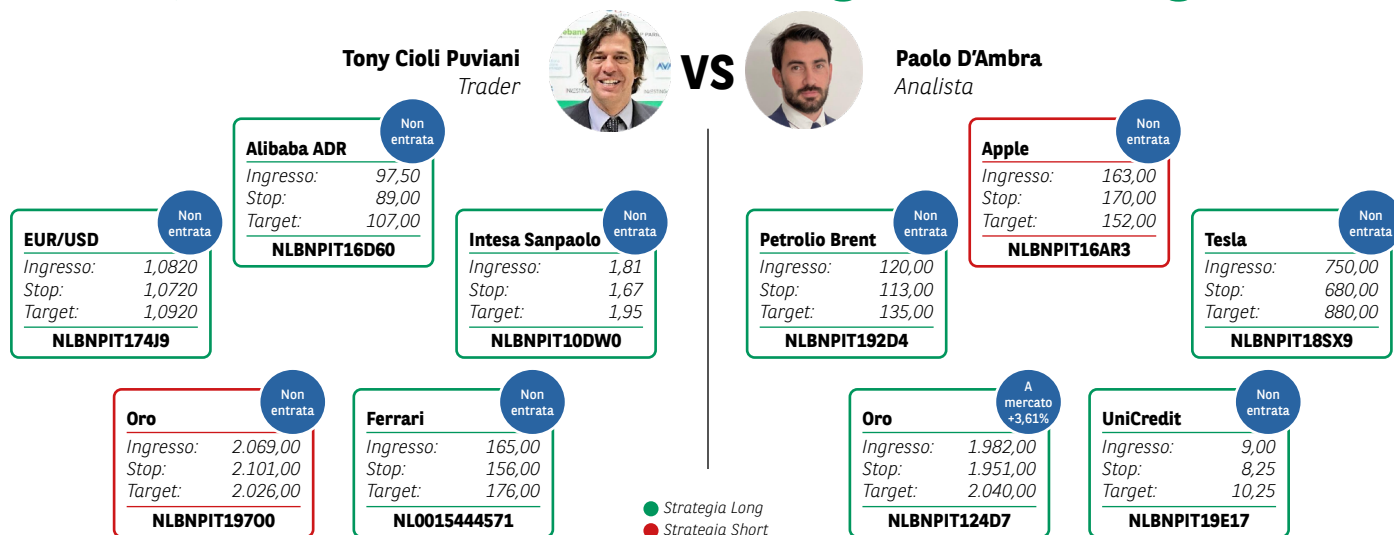 Tony Cioli Puviani
Trader
VS
Paolo D'Ambra
Analista
Non
entrata
Alibaba ADR
Ingresso: 97,50
Stop: 89,00
Target: 107,00
NLBNPIT16D60
Non
entrata
EUR/USD
Ingresso: 1,0820
Stop: 1,0720
Target: 1,0920
NLBNPIT174J9
Non
entrata
Intesa Sanpaolo
Ingresso: 1,81
Stop: 1,67
Target: 1,95
NLBNPIT10DW0
Non
entrata
Oro
Ingresso: 2.069,00
Stop: 2.101,00
Target: 2.026,00
NLBNPIT197O0
Non
entrata
Ferrari
Ingresso: 165,00
Stop: 156,00
Target: 176,00
NL0015444571
Non
entrata
Apple
Ingresso: 163,00
Stop: 170,00
Target: 152,00
NLBNPIT16AR3
Non
entrata
Petrolio Brent
Ingresso: 120,00
Stop: 113,00
Target: 135,00
NLBNPIT192D4
Non
entrata
Tesla
Ingresso: 750,00
Stop: 680,00
Target: 880,00
NLBNPIT18SX9
A
mercato
+3,61%
Oro
Ingresso: 1.982,00
Stop: 1.951,00
Target: 2.040,00
NLBNPIT124D7
Non
entrata
UniCredit
Ingresso: 9,00
Stop: 8,25
Target: 10,25
NLBNPIT19E17
Strategia Long
Strategia Short